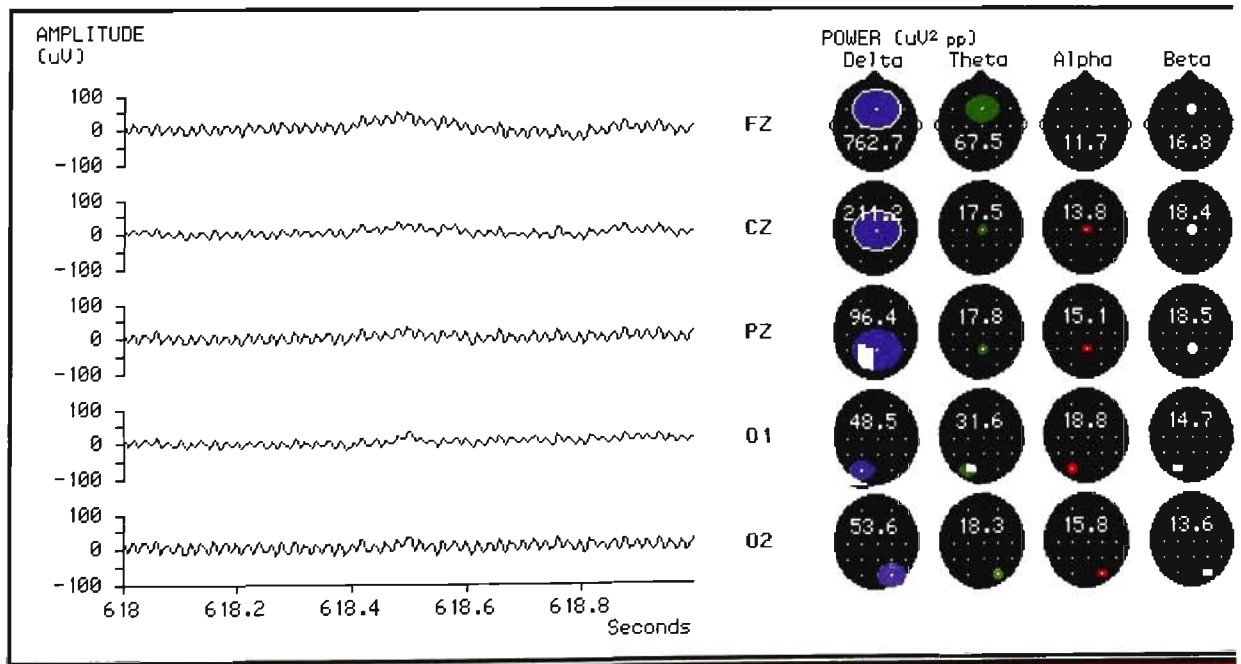 AMPLITUDE
(uV)
POWER (uV² pp)
Delta Theta Alpha Beta
100
0
-100
FZ
762.7 67.5 11.7 16.8
100
0
-100
CZ
211.2 17.5 13.8 18.4
100
0
-100
PZ
96.4 17.8 15.1 18.5
100
0
-100
O1
48.5 31.6 18.8 14.7
100
0
-100
O2
53.6 18.3 15.8 13.6
618 618.2 618.4 618.6 618.8
Seconds